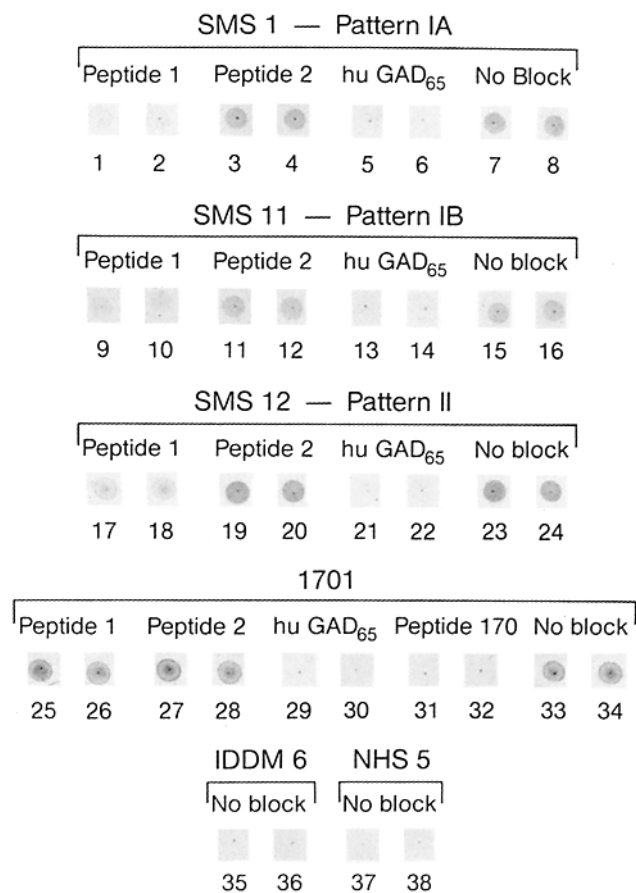 SMS 1 — Pattern IA
Peptide 1 Peptide 2 hu GAD65 No Block
1 2 3 4 5 6 7 8
SMS 11 — Pattern IB
Peptide 1 Peptide 2 hu GAD65 No block
9 10 11 12 13 14 15 16
SMS 12 — Pattern II
Peptide 1 Peptide 2 hu GAD65 No block
17 18 19 20 21 22 23 24
1701
Peptide 1 Peptide 2 hu GAD65 Peptide 170 No block
25 26 27 28 29 30 31 32 33 34
IDDM 6 NHS 5
No block No block
35 36 37 38